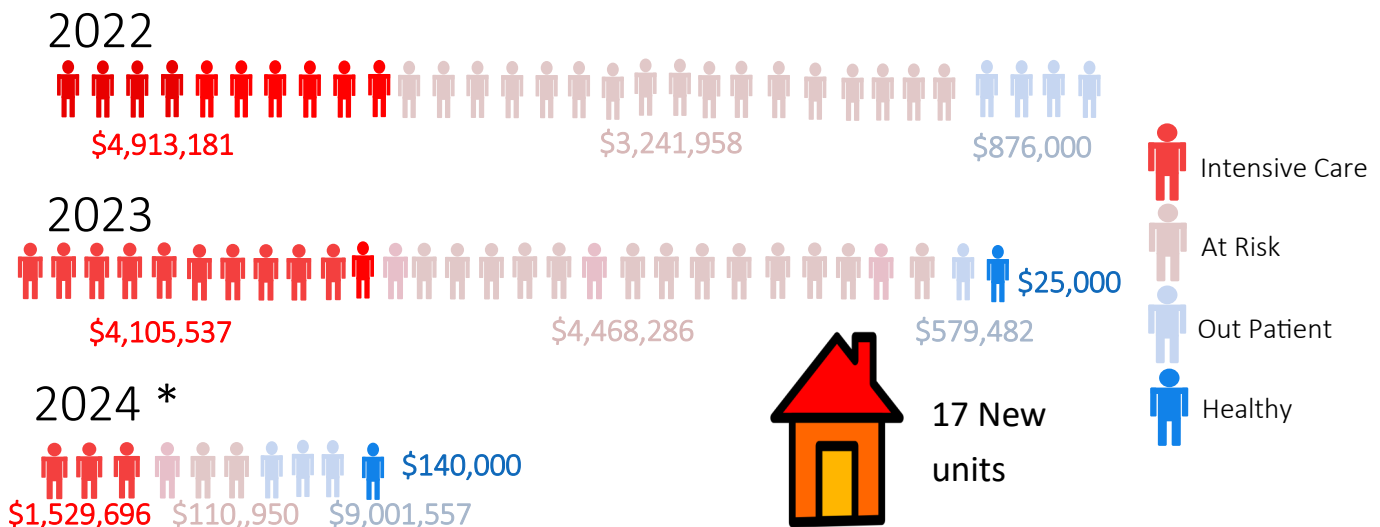 2022
$4,913,181
$3,241,958
$876,000
Intensive Care
2023
At Risk
$25,000
$4,105,537
$4,468,286
$579,482
Out Patient
2024 *
17 New
units
Healthy
$140,000
$1,529,696
$110,,950
$9,001,557